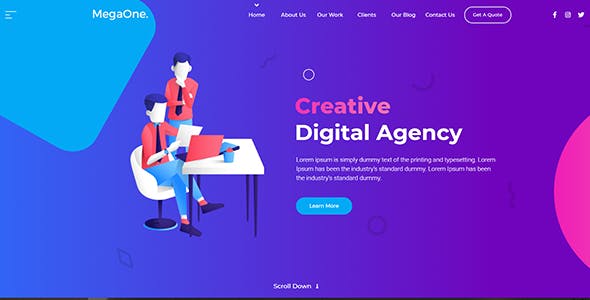 MegaOne.
Home About Us Our Work Clients Our Blog Contact Us Get A Quote
Creative
Digital Agency
Lorem ipsum is simply dummy text of the printing and typesetting. Lorem
Ipsum has been the industry's standard dummy. Lorem Ipsum has been
the industry's standard dummy.
Learn More
Scroll Down